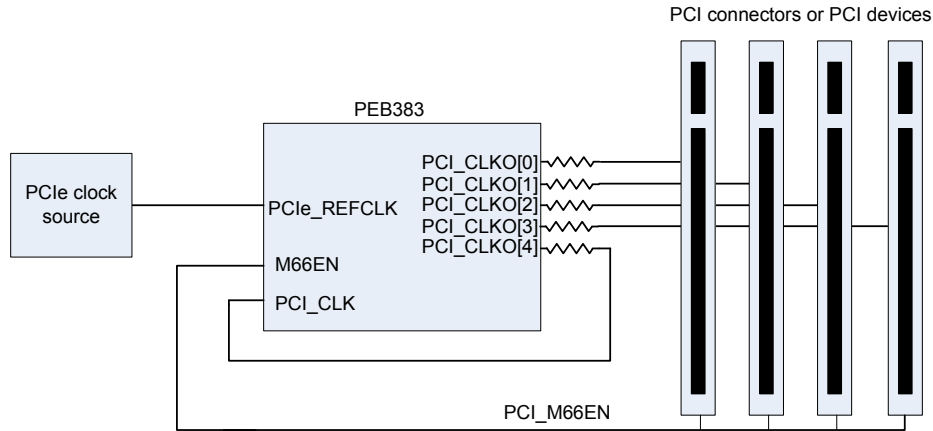 PCI connectors or PCI devices
PEB383
PCIe clock
source
PCIe_REFCLK
M66EN
PCI_CLK
PCI_CLKO[0]
PCI_CLKO[1]
PCI_CLKO[2]
PCI_CLKO[3]
PCI_CLKO[4]
PCI_M66EN